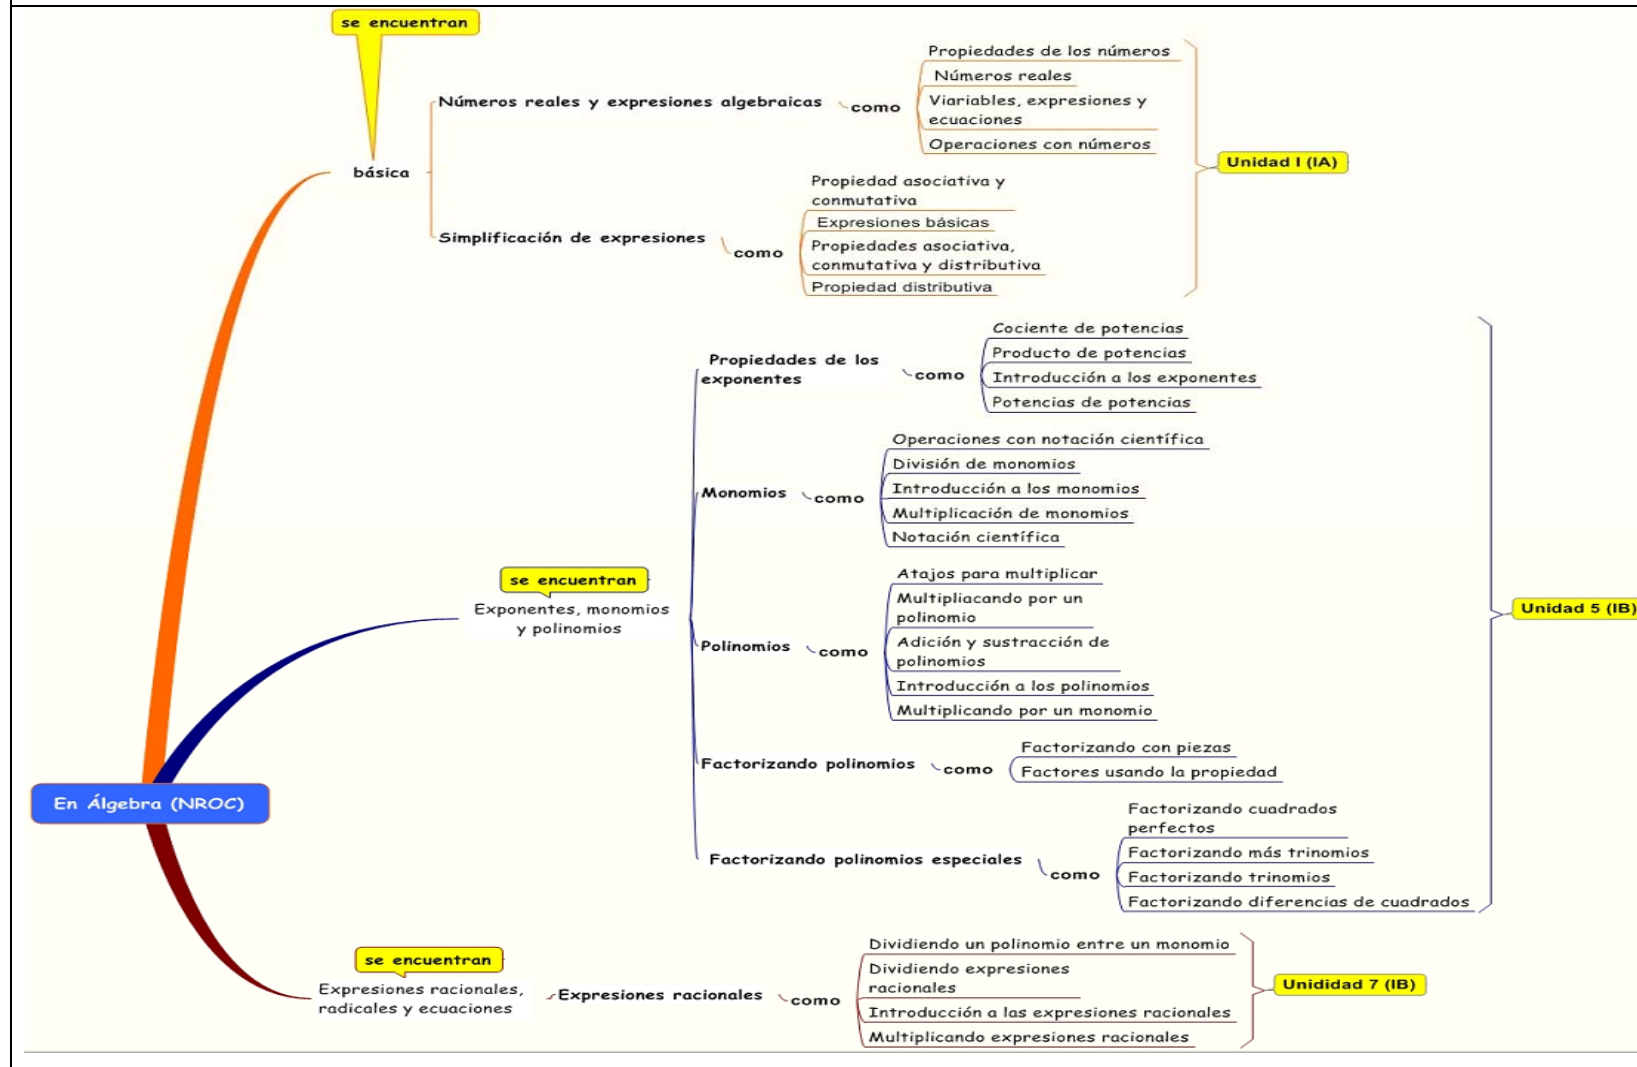 se encuentran
Propiedades de los números
Números reales
Viariables, expresiones y
ecuaciones
Operaciones con números
Números reales y expresiones algebraicas
como
Unidad I (IA)
básica
Propiedad asociativa y
conmutativa
Expresiones básicas
Propiedades asociativa,
conmutativa y distributiva
Propiedad distributiva
Simplificación de expresiones
como
Cociente de potencias
Producto de potencias
Introducción a los exponentes
Potencias de potencias
Propiedades de los
exponentes
como
Operaciones con notación científica
División de monomios
Introducción a los monomios
Multiplicación de monomios
Notación científica
Monomios
como
se encuentran
Exponentes, monomios
y polinomios
Atajos para multiplicar
Multipliacando por un
polinomio
Adición y sustracción de
polinomios
Introducción a los polinomios
Multiplicando por un monomio
Polinomios
como
Unidad 5 (IB)
Factorizando con piezas
Factores usando la propiedad
Factorizando polinomios
como
En Álgebra (NROC)
Factorizando cuadrados
perfectos
Factorizando más trinomios
Factorizando trinomios
Factorizando diferencias de cuadrados
Factorizando polinomios especiales
como
se encuentran
Expresiones racionales,
radicales y ecuaciones
Expresiones racionales
como
Dividiendo un polinomio entre un monomio
Dividiendo expresiones
racionales
Introducción a las expresiones racionales
Multiplicando expresiones racionales
Unididad 7 (IB)